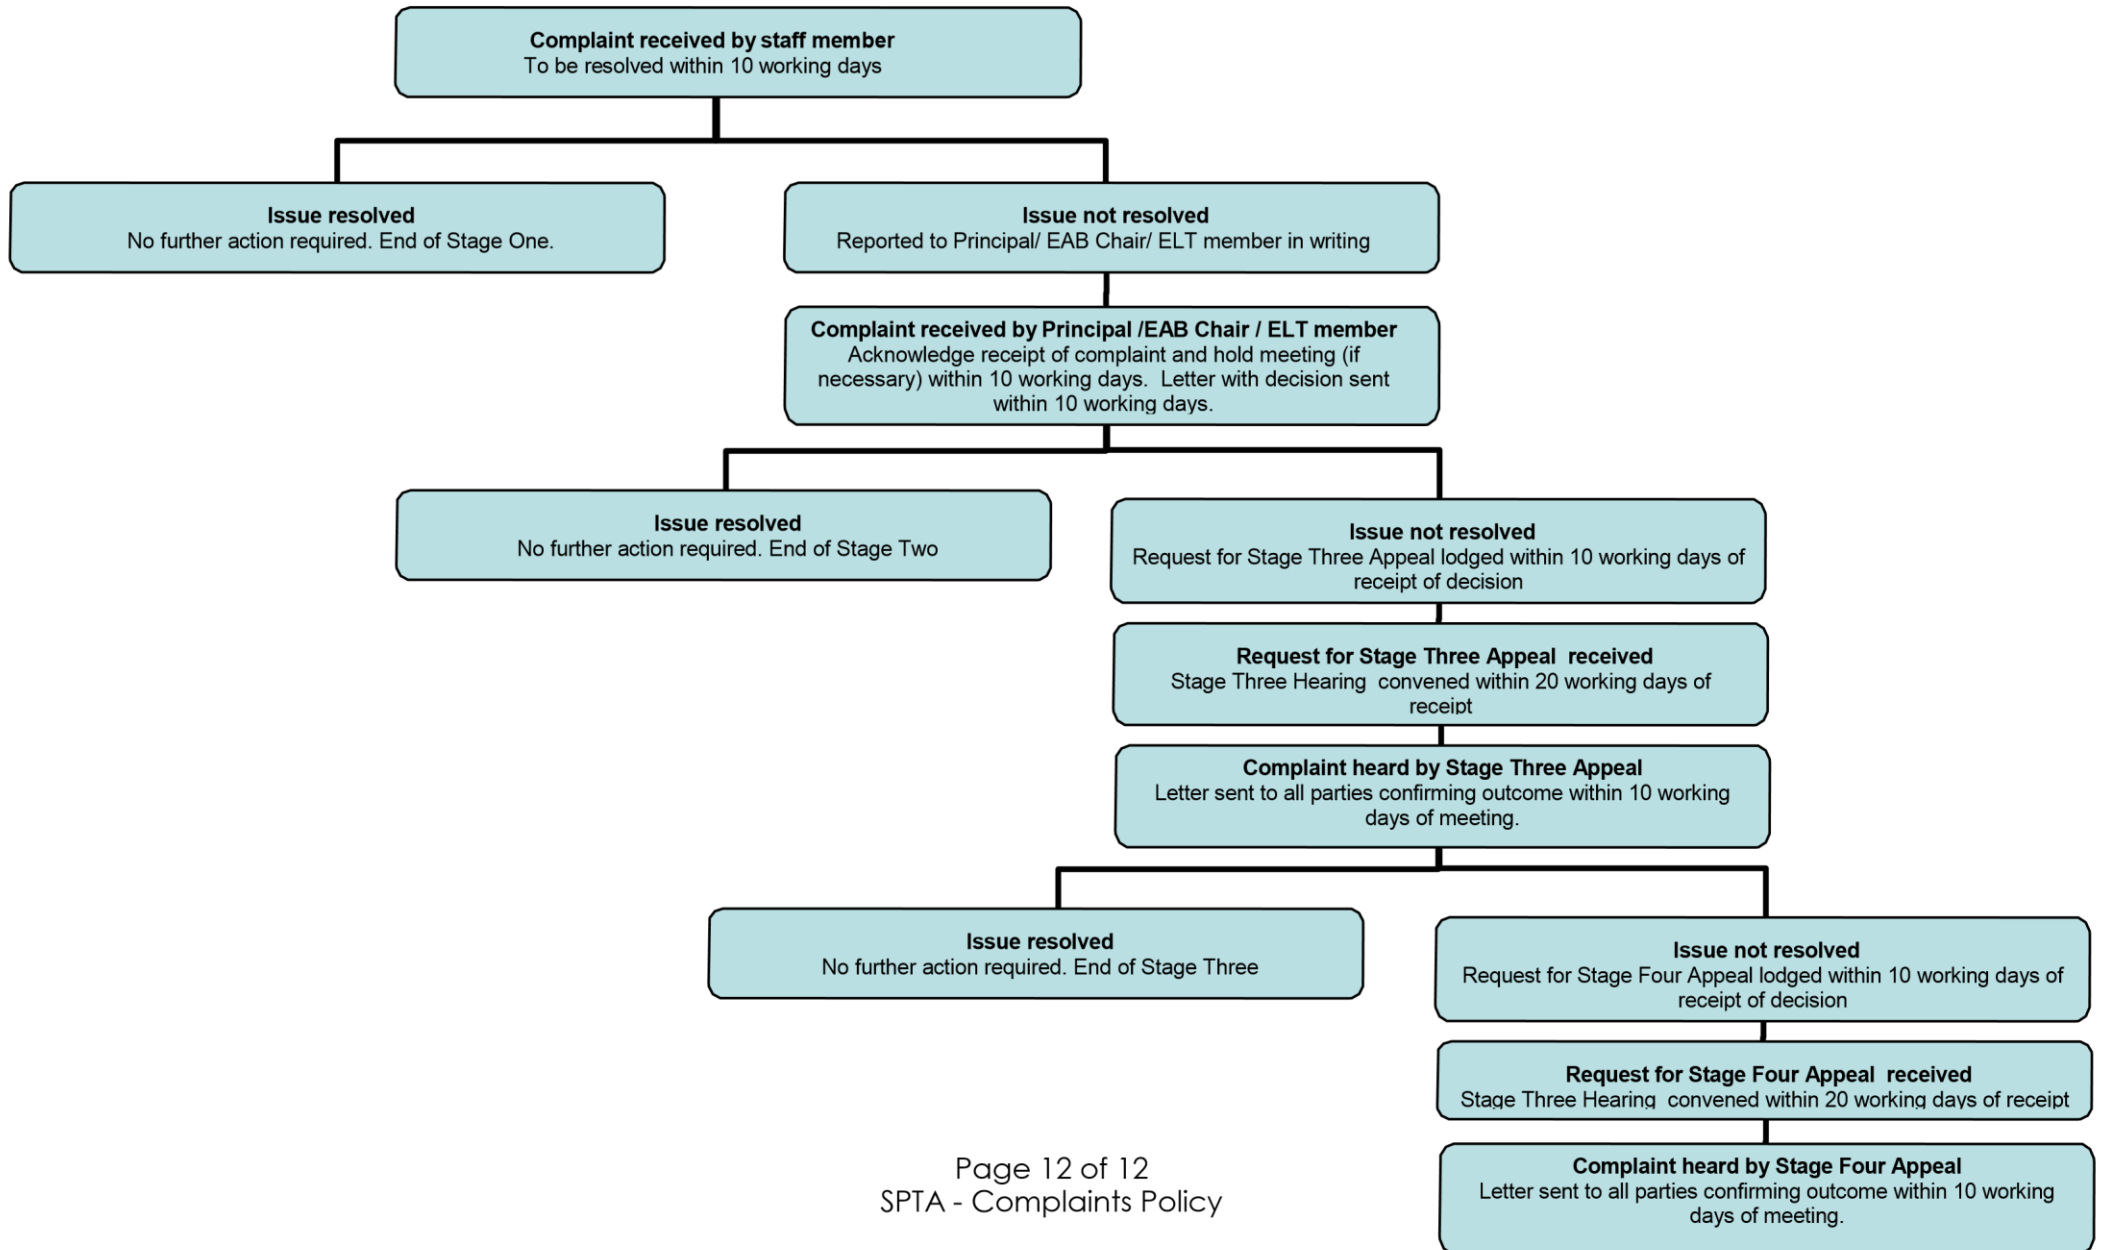 Complaint received by staff member
To be resolved within 10 working days
Issue resolved
No further action required. End of Stage One.
Issue not resolved
Reported to Principal/ EAB Chair/ ELT member in writing
Complaint received by Principal /EAB Chair / ELT member
Acknowledge receipt of complaint and hold meeting (if
necessary) within 10 working days.  Letter with decision sent
within 10 working days.
Issue resolved
No further action required. End of Stage Two
Issue not resolved
Request for Stage Three Appeal lodged within 10 working days of
receipt of decision
Request for Stage Three Appeal  received
Stage Three Hearing  convened within 20 working days of
receipt
Complaint heard by Stage Three Appeal
Letter sent to all parties confirming outcome within 10 working
days of meeting.
Issue resolved
No further action required. End of Stage Three
Issue not resolved
Request for Stage Four Appeal lodged within 10 working days of
receipt of decision
Request for Stage Four Appeal  received
Stage Three Hearing  convened within 20 working days of receipt
Complaint heard by Stage Four Appeal
Letter sent to all parties confirming outcome within 10 working
days of meeting.
Page 12 of 12
SPTA - Complaints Policy